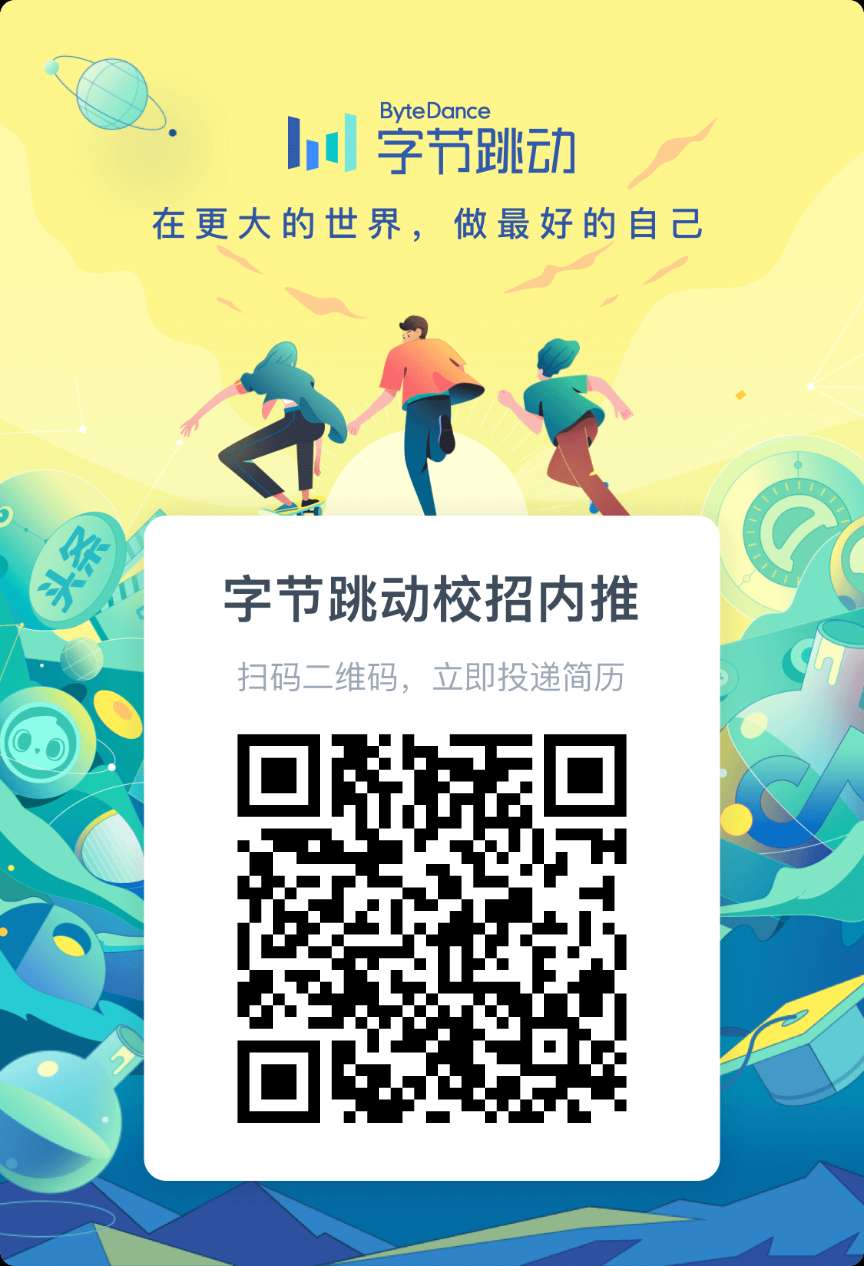 ByteDance
字节跳动
在更大的世界，做最好的自己
头条
字节跳动校招内推
扫码二维码，立即投递简历